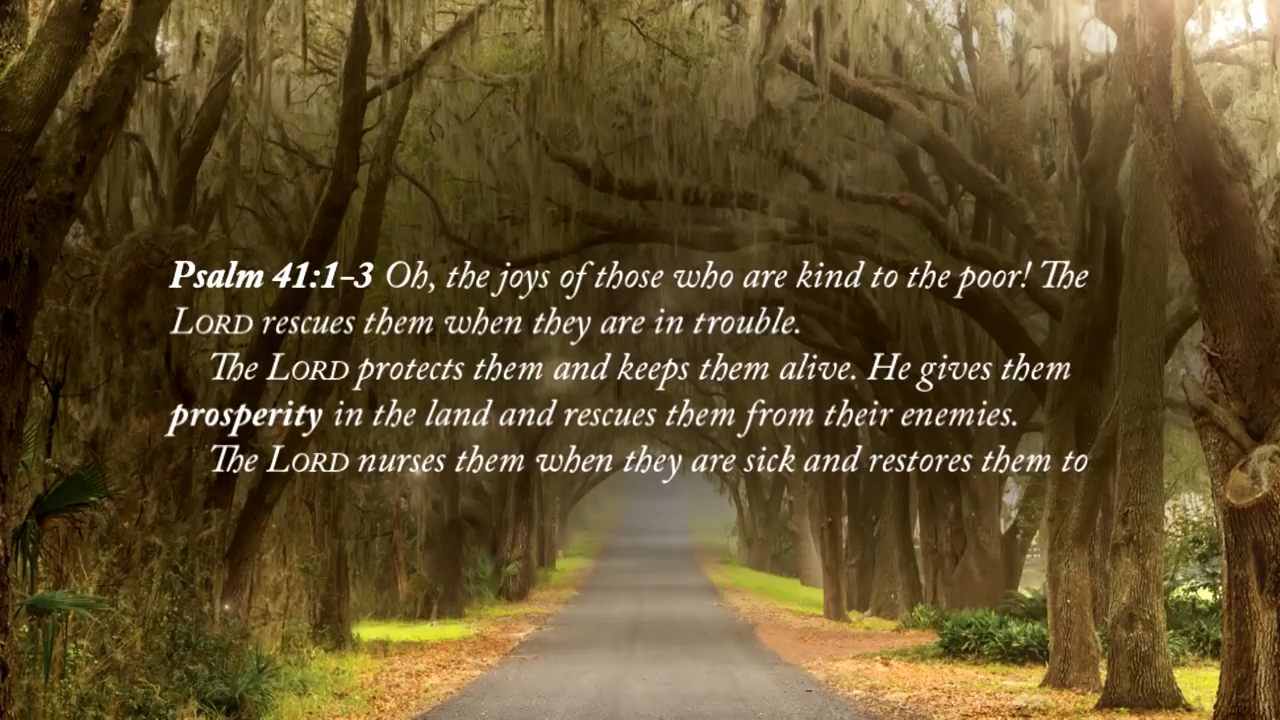 Psalm 41:1-3 Oh, the joys of those who are kind to the poor! The
LORD rescues them when they are in trouble.
The LORD protects them and keeps them alive. He gives them
prosperity in the land and rescues them from their enemies.
The LORD nurses them when they are sick and restores them to